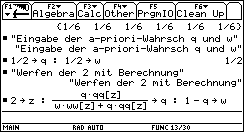 F1 F2 F3 F4 F5 F6
Algebra Calc Other PrgmIO Clean Up
{1/6 1/6 1/6 1/6 1/6
"Eingabe der a-priori-Wahrsch q und w"
"Eingabe der a-priori-Wahrsch q und w"
1/2 → q : 1/2 → w 1/2
"Werfen der 2 mit Berechnung"
"Werfen der 2 mit Berechnung"
2 → z : q·qq[z] / w·ww[z] + q·qq[z] → q : 1 - q → w
MAIN RAD AUTO FUNC 13/30